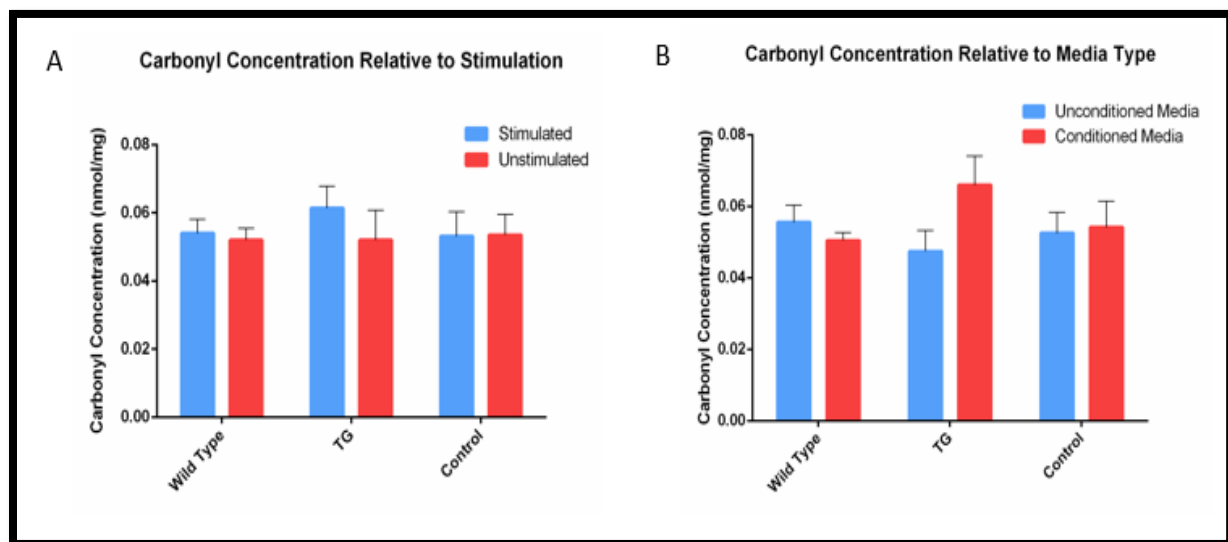 A
Carbonyl Concentration Relative to Stimulation
Stimulated
Unstimulated
Carbonyl Concentration (nmol/mg)
0.08
0.06
0.04
0.02
0.00
Wild Type
TG
Control
B
Carbonyl Concentration Relative to Media Type
Unconditioned Media
Conditioned Media
Carbonyl Concentration (nmol/mg)
0.08
0.06
0.04
0.02
0.00
Wild Type
TG
Control